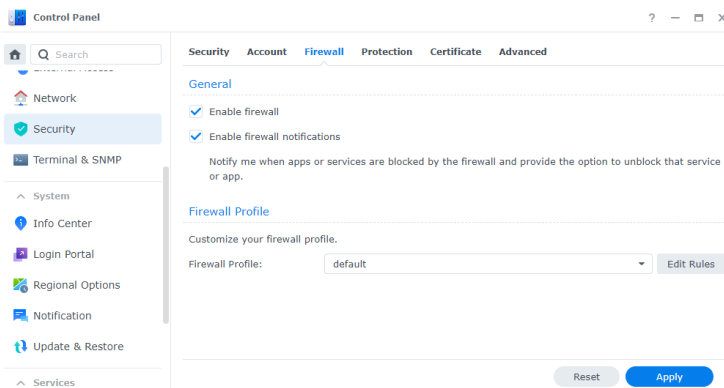 Control Panel
?
Search
Security Account Firewall Protection Certificate Advanced
General
Network
Enable firewall
Security
Enable firewall notifications
Terminal & SNMP
Notify me when apps or services are blocked by the firewall and provide the option to unblock that service
or app.
System
Firewall Profile
Info Center
Customize your firewall profile.
Login Portal
Firewall Profile: default Edit Rules
Regional Options
Notification
Update & Restore
Reset Apply
Services